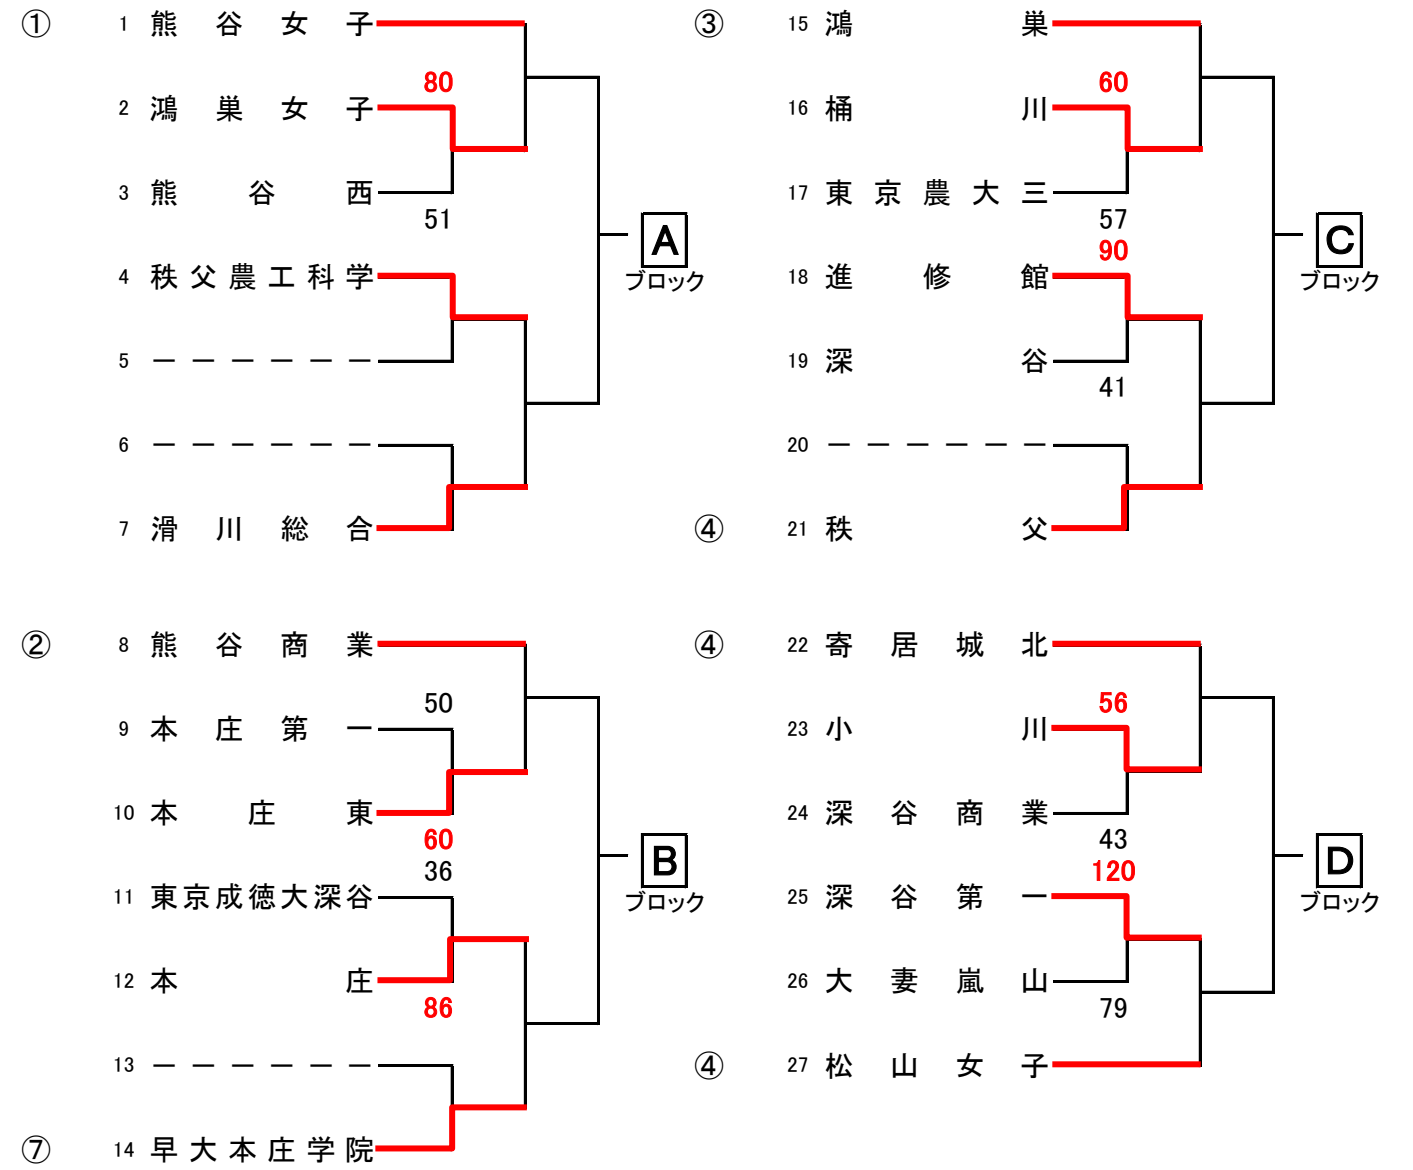 ① 1 熊谷女子
80
2 鴻巣女子
3 熊谷西
51
A
ブロック
4 秩父農工科学
5 ー ー ー ー ー ー
6 ー ー ー ー ー ー
7 滑川総合
② 8 熊谷商業
50
9 本庄第一
10 本庄東
60
36
B
ブロック
11 東京成徳大深谷
12 本庄
86
13 ー ー ー ー ー ー
⑦ 14 早大本庄学院
③ 15 鴻巣
60
16 桶川
17 東京農大三
57
C
ブロック
90
18 進修館
19 深谷
41
20 ー ー ー ー ー ー
④ 21 秩父
④ 22 寄居城北
56
23 小川
24 深谷商業
43
D
ブロック
120
25 深谷第一
26 大妻嵐山
79
④ 27 松山女子